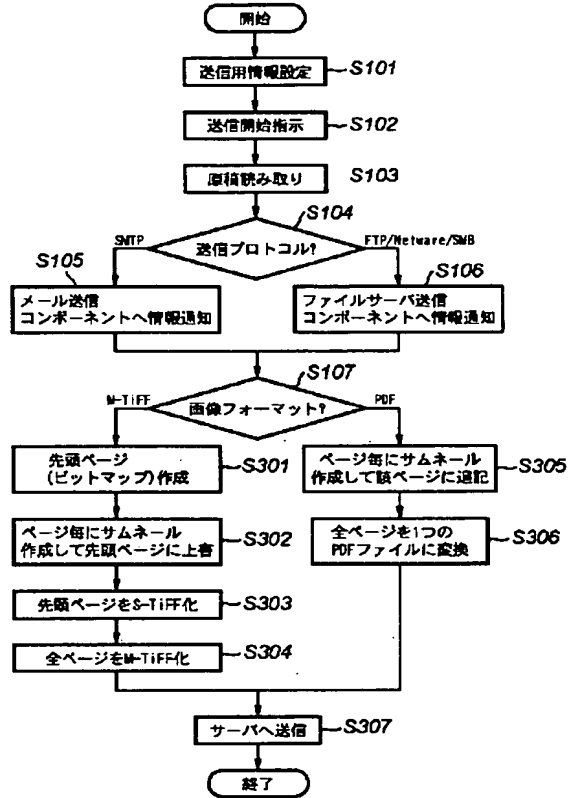 開始
送信用情報設定
S101
送信開始指示
S102
原稿読み取り
S103
S104
SMTP
送信プロトコル?
FTP/Netware/SMB
S105
S106
メール送信
コンポーネントへ情報通知
ファイルサーバ送信
コンポーネントへ情報通知
S107
M-TiFF
画像フォーマット?
PDF
先頭ページ
(ビットマップ)作成
S301
ページ毎にサムネール
作成して該ページに追記
S305
ページ毎にサムネール
作成して先頭ページに上書
S302
全ページを1つの
PDFファイルに変換
S306
先頭ページをS-TiFF化
S303
全ページをM-TiFF化
S304
サーバへ送信
S307
終了